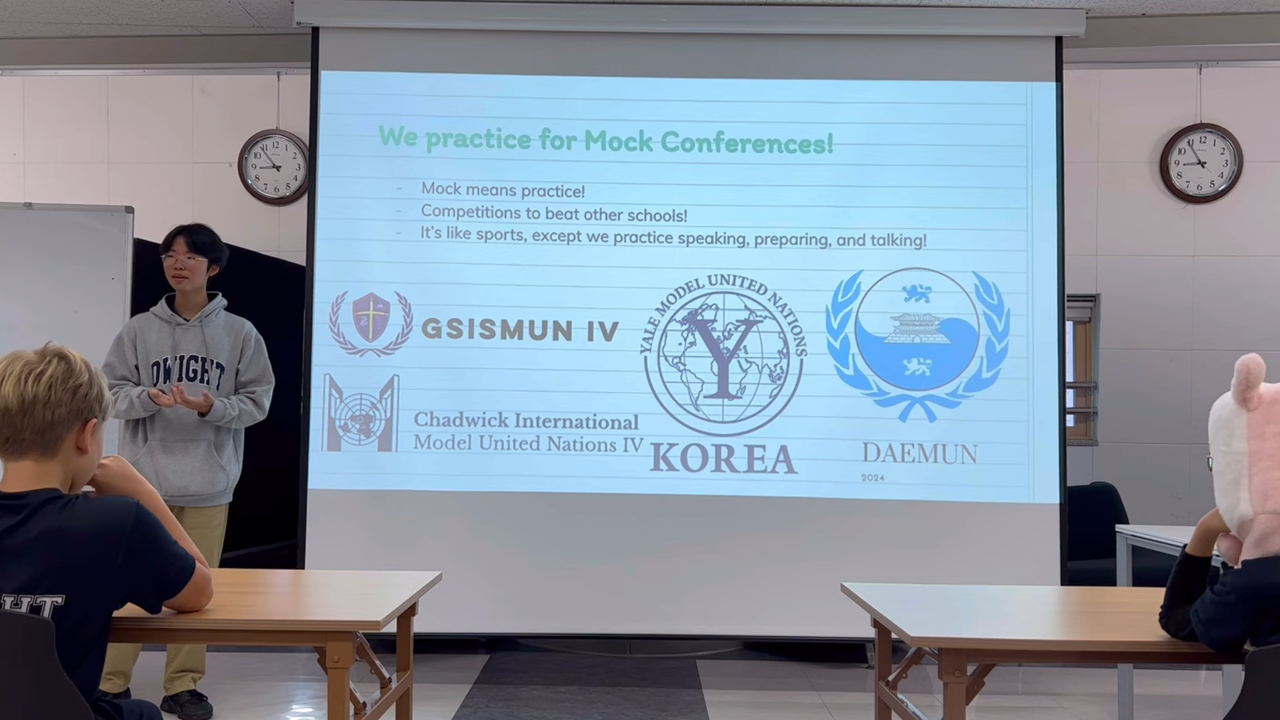 We practice for Mock Conferences!
- Mock means practice!
- Competitions to beat other schools!
- It's like sports, except we practice speaking, preparing, and talking!
GSISMUN IV
Chadwick International
Model United Nations IV
YALE MODEL UNITED NATIONS
Y
KOREA
DAEMUN
2024
DWIGHT
HT